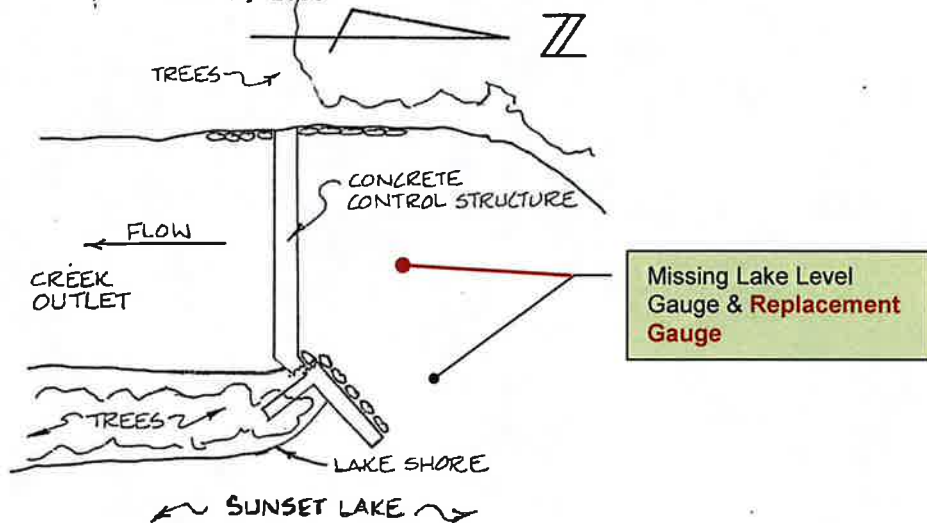 TREES
CONCRETE
CONTROL STRUCTURE
FLOW
CREEK
OUTLET
Missing Lake Level
Gauge & Replacement
Gauge
TREES
LAKE SHORE
SUNSET LAKE